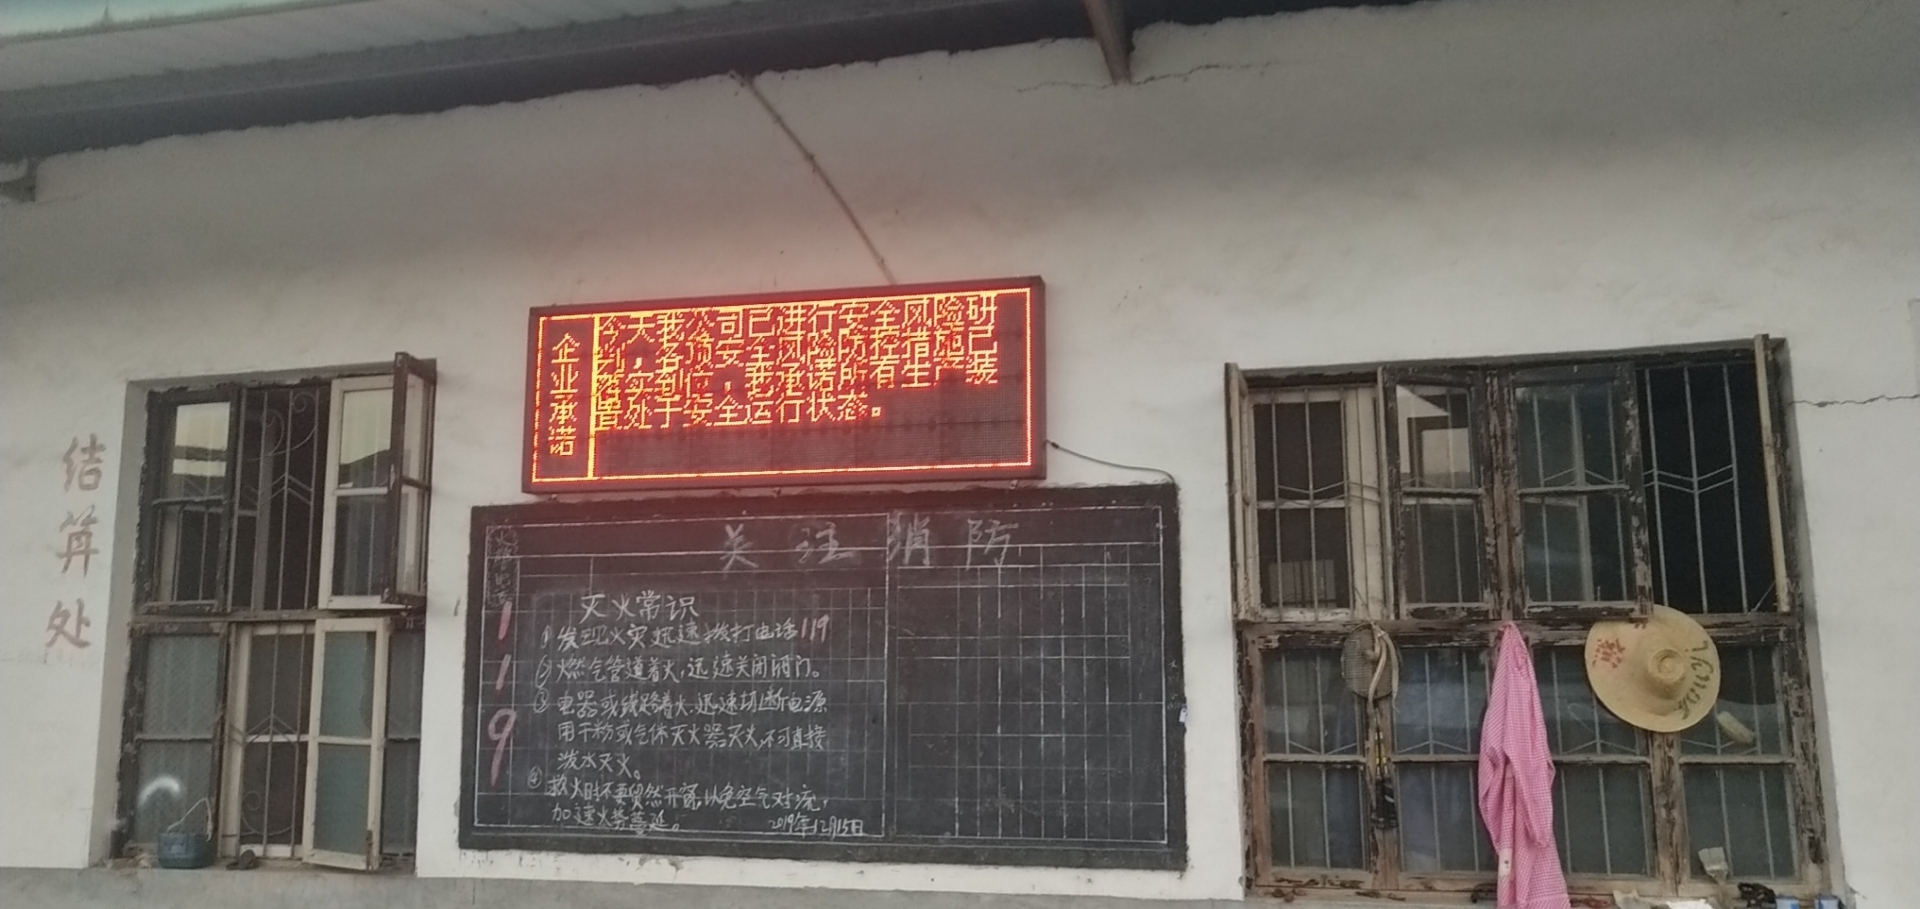 结
算
处
企业承诺
今天我公司已进行安全风险研
判，各项安全风险防控措施已
落实到位，我承诺所有生产装
置处于安全运行状态。
关注消防
119
灭火常识
①发现火灾迅速拨打电话119
②燃气管道着火，迅速关闭阀门。
③电器或线路着火，迅速切断电源
用干粉或气体灭火器灭火，不可直接
泼水灭火。
④救火时不要贸然开窗，以免空气对流，
加速火势蔓延。
2019年12月15日